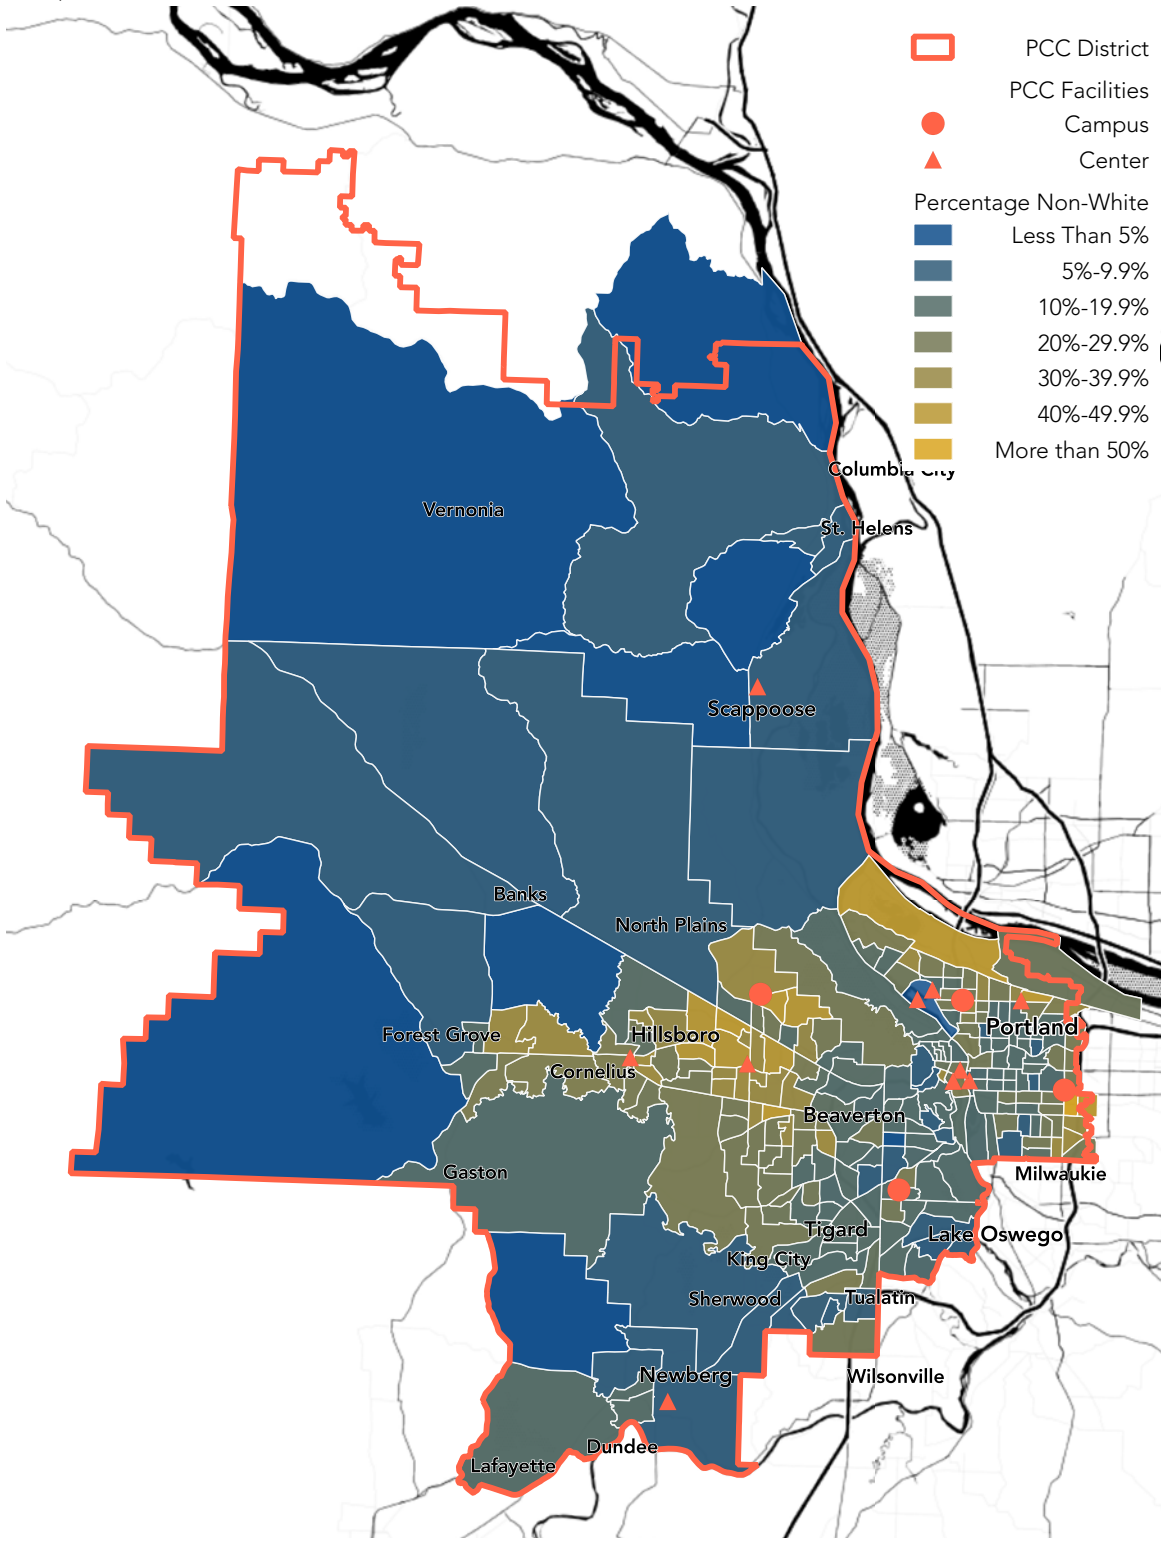 PCC District
PCC Facilities
Campus
Center
Percentage Non-White
Less Than 5%
5%-9.9%
10%-19.9%
20%-29.9%
30%-39.9%
40%-49.9%
More than 50%
Columbia City
Vernonia
St. Helens
Scappoose
Banks
North Plains
Portland
Forest Grove
Hillsboro
Cornelius
Beaverton
Gaston
Milwaukie
Tigard
Lake Oswego
King City
Sherwood
Tualatin
Newberg
Wilsonville
Dundee
Lafayette